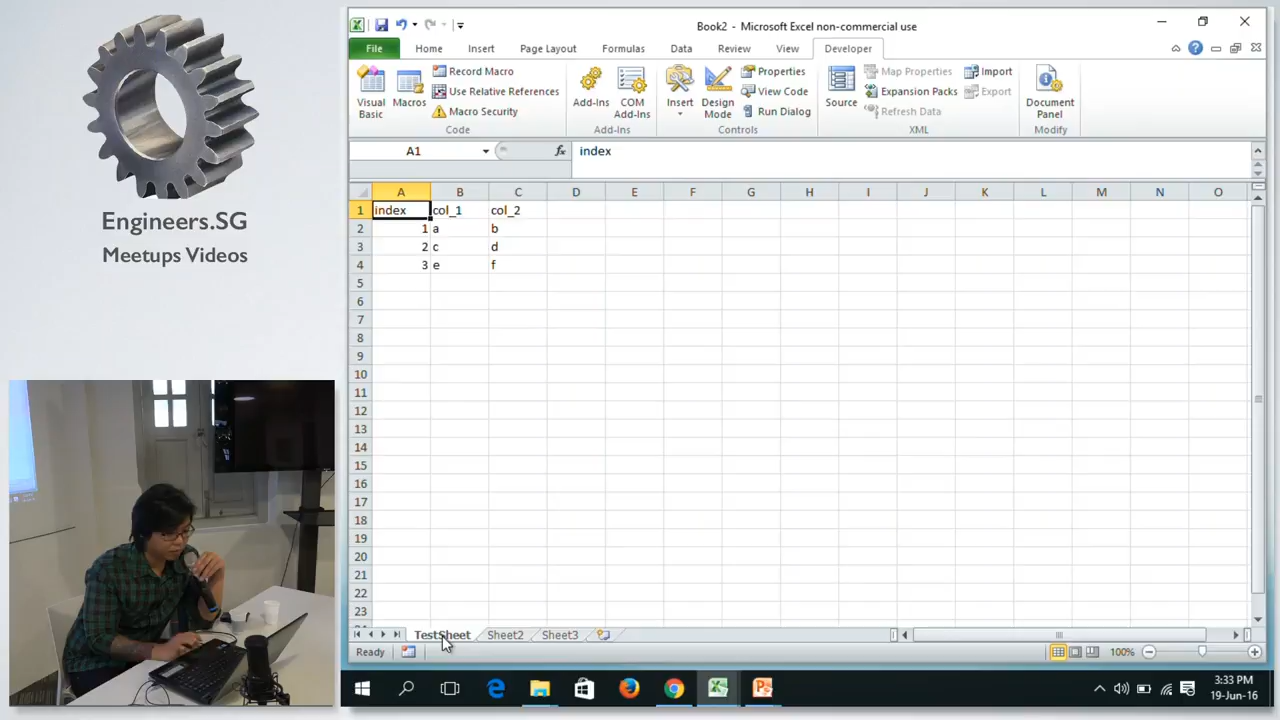 Engineers.SG
Meetups Videos
Book2 - Microsoft Excel non-commercial use
File Home Insert Page Layout Formulas Data Review View Developer
Visual Basic
Macros
Record Macro
Use Relative References
Macro Security
Code
Add-Ins
COM Add-Ins
Add-Ins
Insert
Design Mode
Properties
View Code
Run Dialog
Controls
Source
Map Properties
Expansion Packs
Refresh Data
Import
Export
XML
Document Panel
Modify
A1 fx index
A B C D E F G H I J K L M N O
1 index col_1 col_2
2 1 a b
3 2 c d
4 3 e f
5
6
7
8
9
10
11
12
13
14
15
16
17
18
19
20
21
22
23
TestSheet Sheet2 Sheet3
Ready 100%
3:33 PM
19-Jun-16